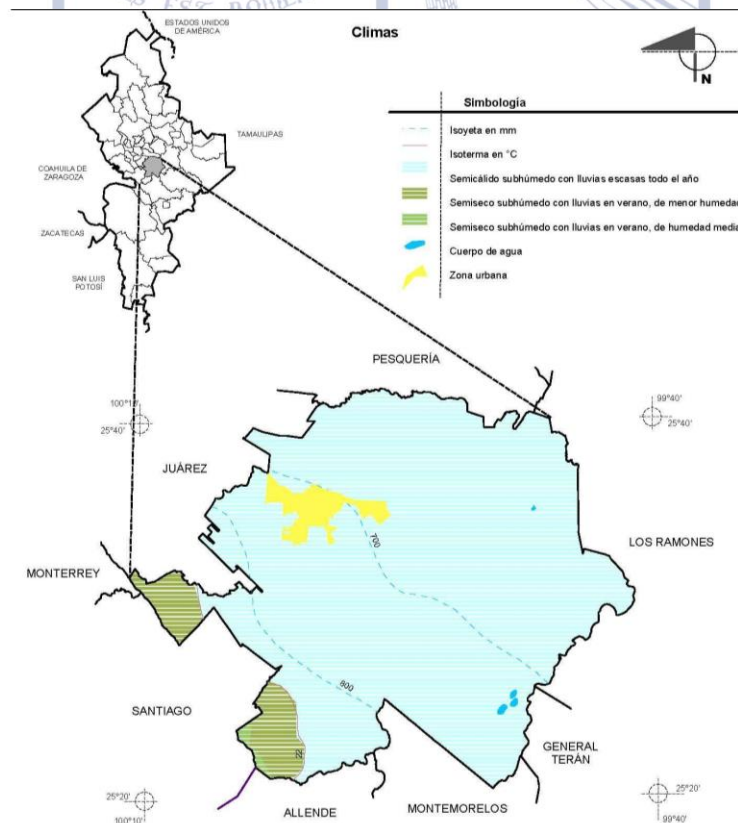 EST. POPULI
ESTADOS UNIDOS
DE AMÉRICA
Climas
N
TAMAULIPAS
COAHUILA DE
ZARAGOZA
ZACATECAS
SAN LUIS
POTOSÍ
Simbología
Isoyeta en mm
Isoterma en °C
Semicálido subhúmedo con lluvias escasas todo el año
Semiseco subhúmedo con lluvias en verano, de menor humedad
Semiseco subhúmedo con lluvias en verano, de humedad media
Cuerpo de agua
Zona urbana
PESQUERÍA
100°10'
25°40'
99°40'
25°40'
JUÀREZ
700
LOS RAMONES
MONTERREY
800
SANTIAGO
22
GENERAL
TERÁN
25°20'
100°10'
ALLENDE
MONTEMORELOS
25°20'
99°40'